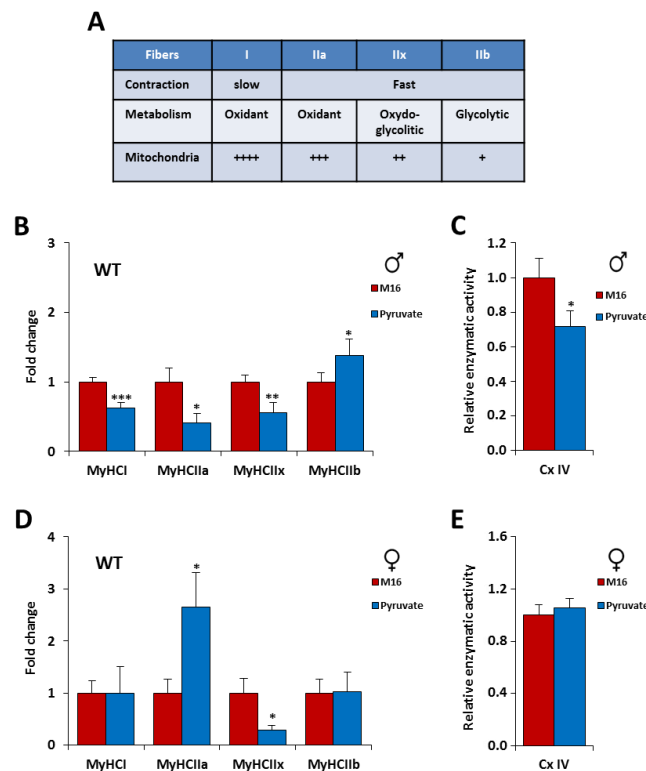 A
Fibers I IIa IIx IIb
Contraction slow Fast
Metabolism Oxidant Oxidant Oxydo-
glycolitic Glycolytic
Mitochondria ++++ +++ ++ +
B
WT
♂
M16
Pyruvate
Fold change
3
2
1
0
***
*
**
*
MyHCI MyHCIIa MyHCIIx MyHCIIb
C
♂
M16
Pyruvate
Relative enzymatic activity
1.2
1.0
0.8
0.6
0.4
0.2
0.0
*
Cx IV
D
WT
♀
M16
Pyruvate
Fold change
4
3
2
1
0
*
*
MyHCI MyHCIIa MyHCIIx MyHCIIb
E
♀
M16
Pyruvate
Relative enzymatic activity
1.6
1.2
0.8
0.4
0.0
Cx IV